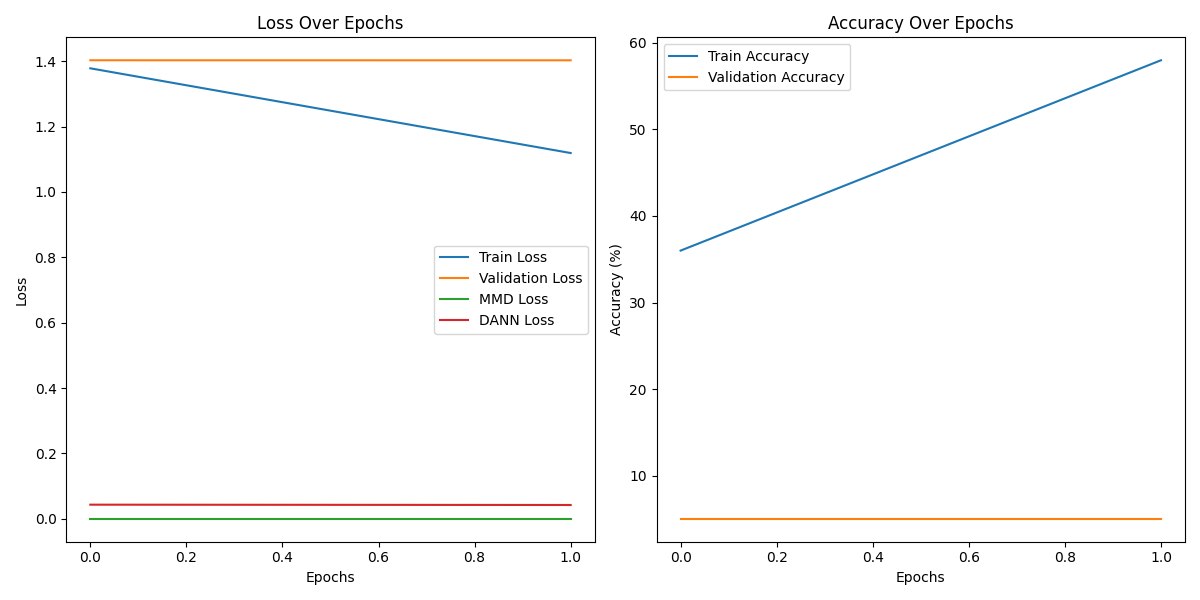 Loss Over Epochs
1.4
1.2
1.0
0.8
0.6
0.4
0.2
0.0
Loss
Train Loss
Validation Loss
MMD Loss
DANN Loss
0.0 0.2 0.4 0.6 0.8 1.0
Epochs
Accuracy Over Epochs
60
50
40
30
20
10
Accuracy (%)
Train Accuracy
Validation Accuracy
0.0 0.2 0.4 0.6 0.8 1.0
Epochs